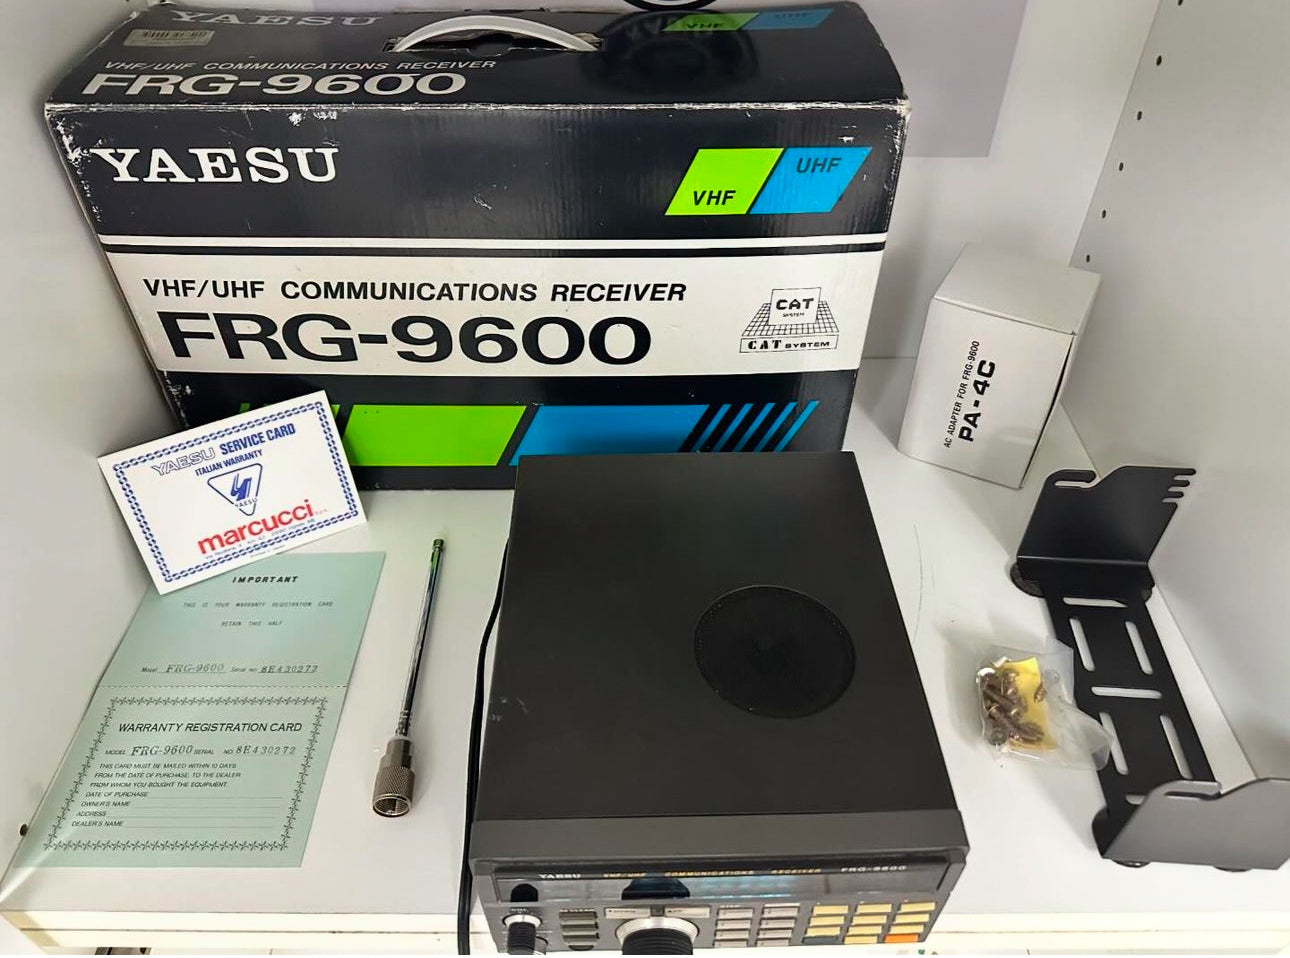 YAESU
VHF
UHF
VHF/UHF COMMUNICATIONS RECEIVER
FRG-9600
YAESU
VHF
UHF
VHF/UHF COMMUNICATIONS RECEIVER
FRG-9600
CAT
SYSTEM
CAT SYSTEM
AC ADAPTER FOR FRG-9600
PA-4C
YAESU SERVICE CARD
ITALIAN WARRANTY
YAESU
marcucci
IMPORTANT
THIS IS YOUR WARRANTY REGISTRATION CARD
RETAIN THIS HALF
Model FRG-9600 Serial no. 8E430272
WARRANTY REGISTRATION CARD
MODEL FRG-9600 SERIAL NO. 8E430272
THIS CARD MUST BE MAILED WITHIN 10 DAYS
FROM THE DATE OF PURCHASE, TO THE DEALER
FROM WHOM YOU BOUGHT THE EQUIPMENT.
DATE OF PURCHASE
OWNER'S NAME
ADDRESS
DEALER'S NAME
YAESU VHF/UHF COMMUNICATIONS RECEIVER FRG-9600